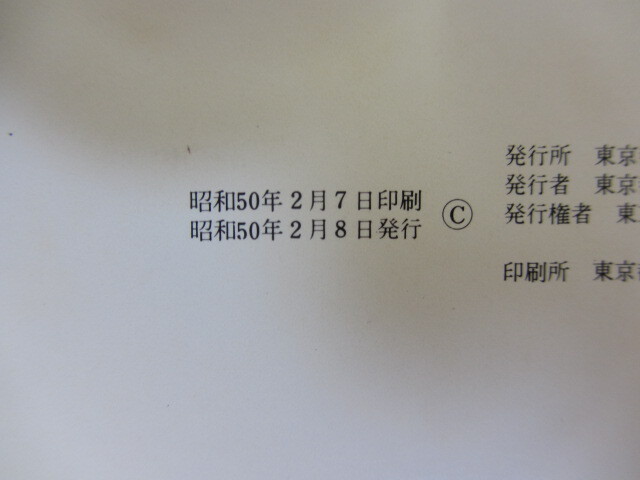 昭和50年2月7日印刷
昭和50年2月8日発行
©
発行所 東京
発行者 東京
発行権者 東
印刷所 東京